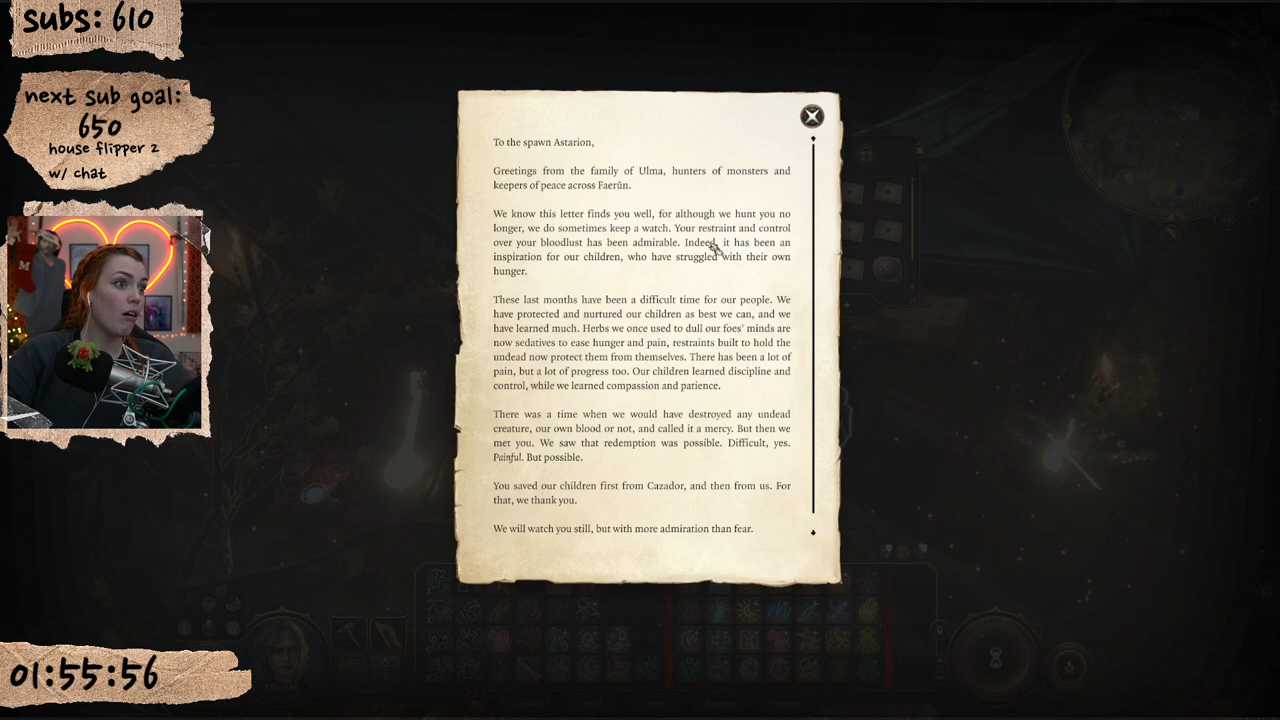 subs: 610
next sub goal:
650
house flipper 2
w/ chat
To the spawn Astarion,
Greetings from the family of Ulma, hunters of monsters and
keepers of peace across Faerûn.
We know this letter finds you well, for although we hunt you no
longer, we do sometimes keep a watch. Your restraint and control
over your bloodlust has been admirable. Indeed, it has been an
inspiration for our children, who have struggled with their own
hunger.
These last months have been a difficult time for our people. We
have protected and nurtured our children as best we can, and we
have learned much. Herbs we once used to dull our foes' minds are
now sedatives to ease hunger and pain, restraints built to hold the
undead now protect them from themselves. There has been a lot of
pain, but a lot of progress too. Our children learned discipline and
control, while we learned compassion and patience.
There was a time when we would have destroyed any undead
creature, our own blood or not, and called it a mercy. But then we
met you. We saw that redemption was possible. Difficult, yes.
Painful. But possible.
You saved our children first from Cazador, and then from us. For
that, we thank you.
We will watch you still, but with more admiration than fear.
M
01:55:56